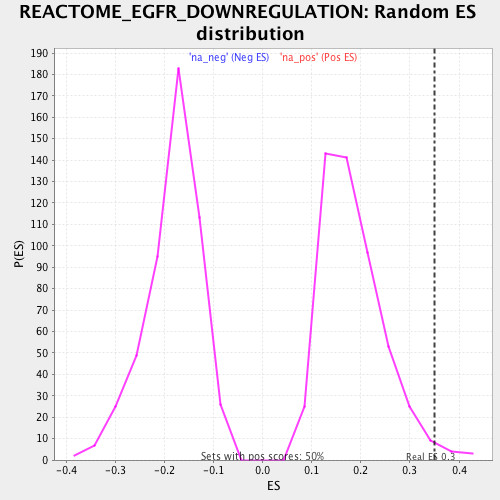 REACTOME_EGFR_DOWNREGULATION: Random ES
distribution
'na_neg' (Neg ES) 'na_pos' (Pos ES)
190
180
170
160
150
140
130
120
110
100
90
80
70
60
50
40
30
20
10
0
P(ES)
Sets with pos scores: 50%
Real ES 0.3
-0.4 -0.3 -0.2 -0.1 0.0 0.1 0.2 0.3 0.4
ES